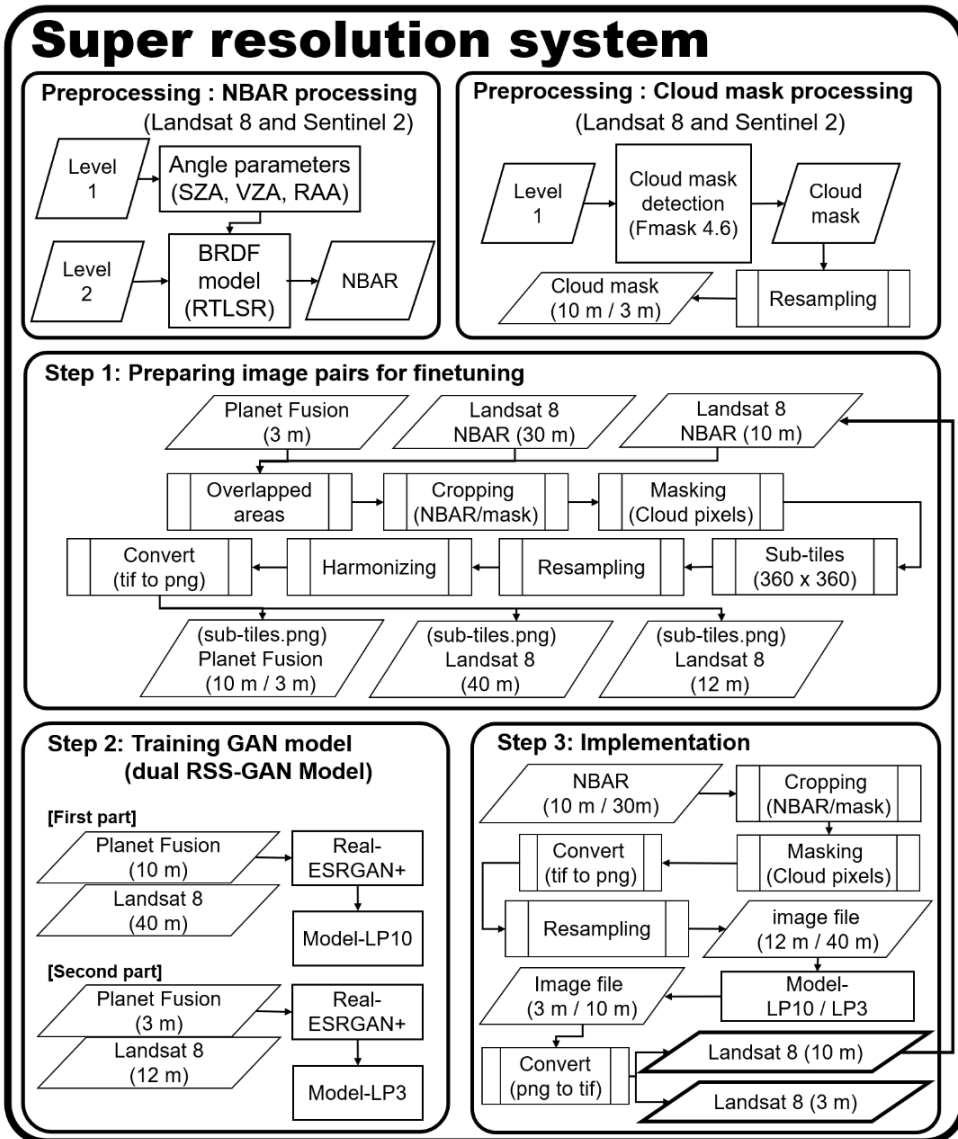 Super resolution system
Preprocessing : NBAR processing
(Landsat 8 and Sentinel 2)
Level
1
Angle parameters
(SZA, VZA, RAA)
Level
2
BRDF
model
(RTLSR)
NBAR
Preprocessing : Cloud mask processing
(Landsat 8 and Sentinel 2)
Level
1
Cloud mask
detection
(Fmask 4.6)
Cloud
mask
Cloud mask
(10 m / 3 m)
Resampling
Step 1: Preparing image pairs for finetuning
Planet Fusion
(3 m)
Landsat 8
NBAR (30 m)
Landsat 8
NBAR (10 m)
Overlapped
areas
Cropping
(NBAR/mask)
Masking
(Cloud pixels)
Convert
(tif to png)
Harmonizing
Resampling
Sub-tiles
(360 x 360)
(sub-tiles.png)
Planet Fusion
(10 m / 3 m)
(sub-tiles.png)
Landsat 8
(40 m)
(sub-tiles.png)
Landsat 8
(12 m)
Step 2: Training GAN model
(dual RSS-GAN Model)
[First part]
Planet Fusion
(10 m)
Landsat 8
(40 m)
Real-
ESRGAN+
Model-LP10
[Second part]
Planet Fusion
(3 m)
Landsat 8
(12 m)
Real-
ESRGAN+
Model-LP3
Step 3: Implementation
NBAR
(10 m / 30m)
Cropping
(NBAR/mask)
Convert
(tif to png)
Masking
(Cloud pixels)
Resampling
image file
(12 m / 40 m)
Image file
(3 m / 10 m)
Model-
LP10 / LP3
Convert
(png to tif)
Landsat 8 (10 m)
Landsat 8 (3 m)